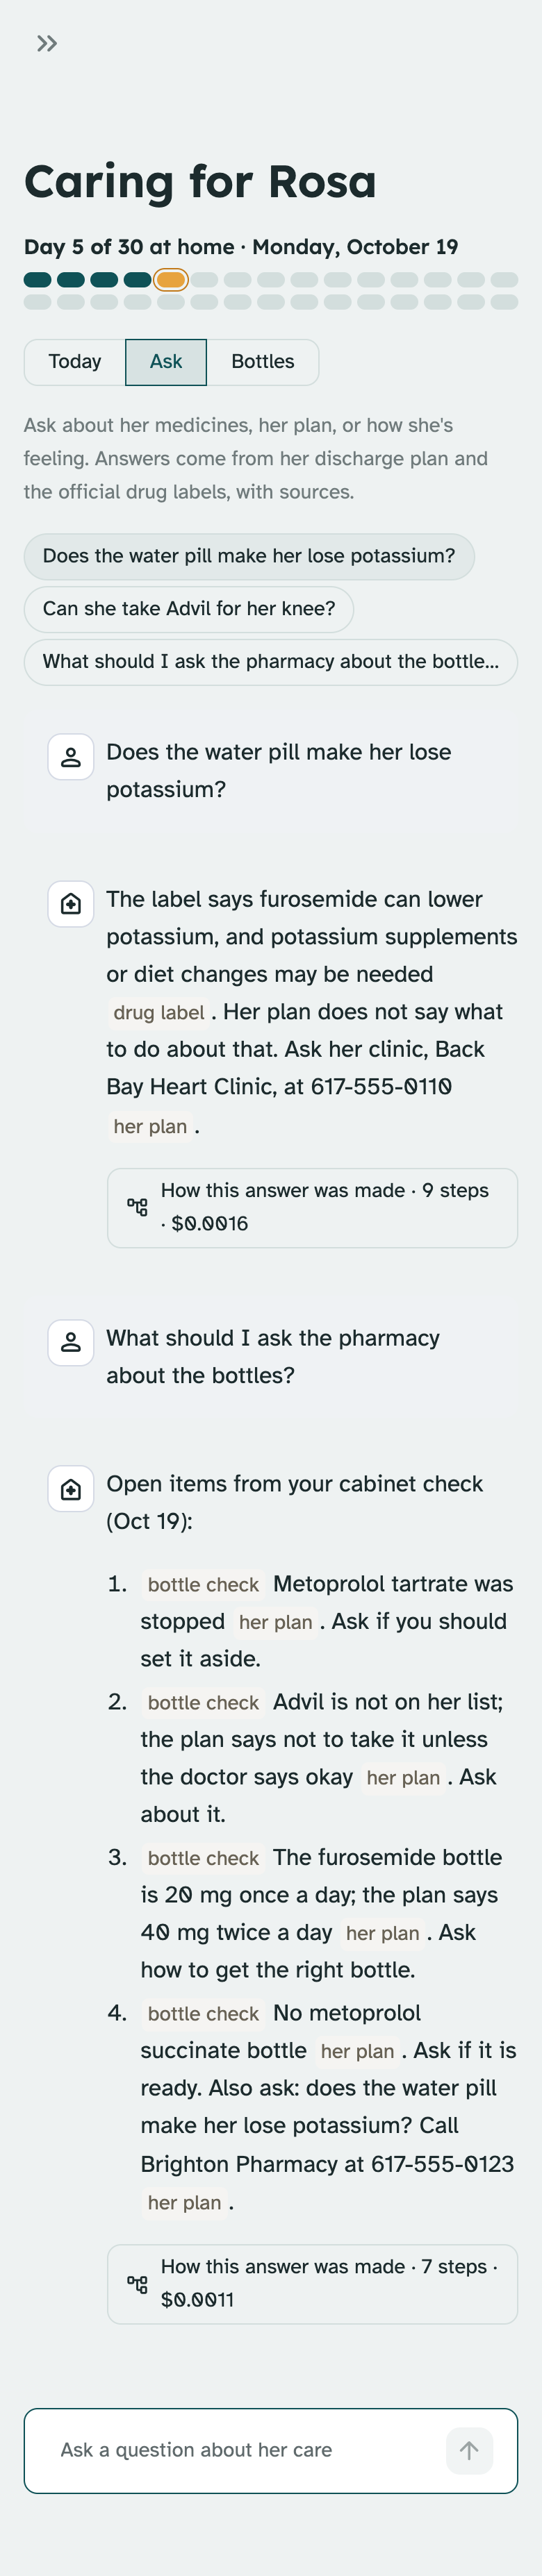 Caring for Rosa
Day 5 of 30 at home · Monday, October 19
Today
Ask
Bottles
Ask about her medicines, her plan, or how she's
feeling. Answers come from her discharge plan and
the official drug labels, with sources.
Does the water pill make her lose potassium?
Can she take Advil for her knee?
What should I ask the pharmacy about the bottle...
Does the water pill make her lose
potassium?
The label says furosemide can lower
potassium, and potassium supplements
or diet changes may be needed
drug label . Her plan does not say what
to do about that. Ask her clinic, Back
Bay Heart Clinic, at 617-555-0110
her plan .
How this answer was made · 9 steps
· $0.0016
What should I ask the pharmacy
about the bottles?
Open items from your cabinet check
(Oct 19):
1. bottle check Metoprolol tartrate was
stopped her plan . Ask if you should
set it aside.
2. bottle check Advil is not on her list;
the plan says not to take it unless
the doctor says okay her plan . Ask
about it.
3. bottle check The furosemide bottle
is 20 mg once a day; the plan says
40 mg twice a day her plan . Ask
how to get the right bottle.
4. bottle check No metoprolol
succinate bottle her plan . Ask if it is
ready. Also ask: does the water pill
make her lose potassium? Call
Brighton Pharmacy at 617-555-0123
her plan .
How this answer was made · 7 steps ·
$0.0011
Ask a question about her care